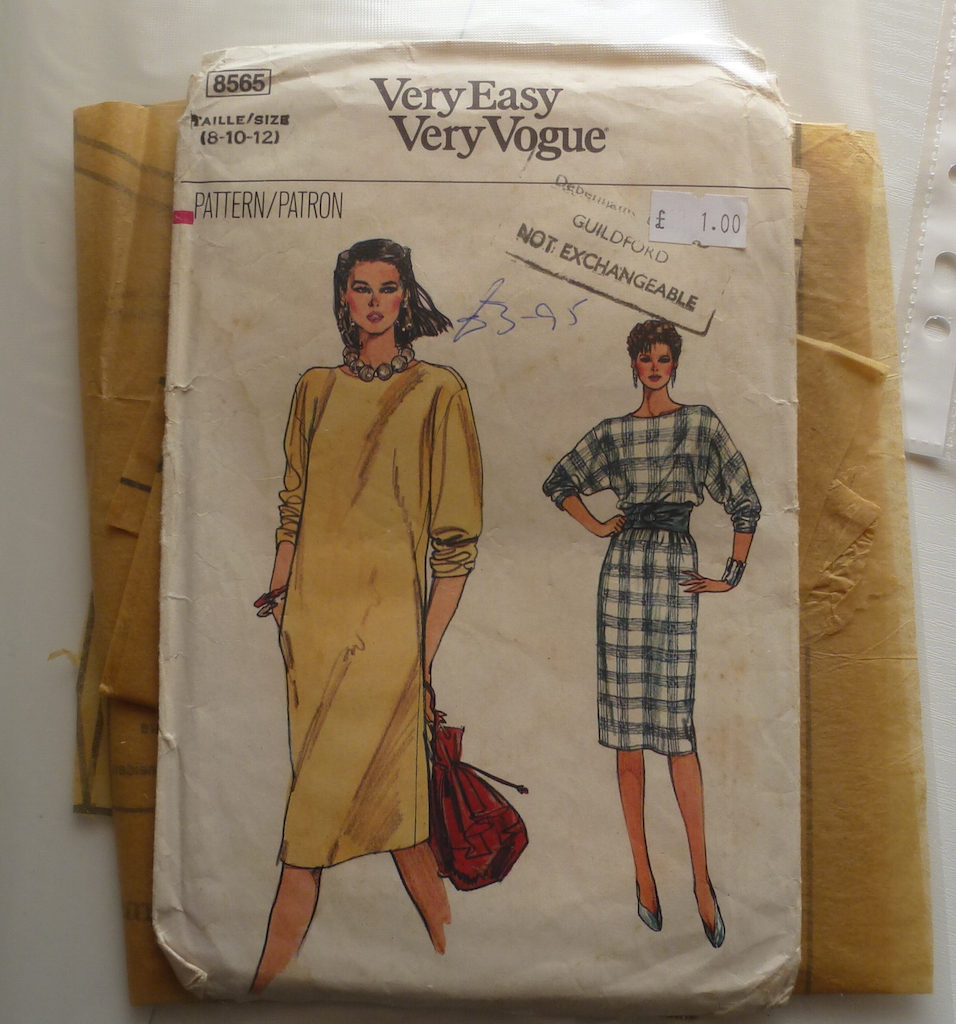 8565
TAILLE/SIZE
(8-10-12)
Very Easy
Very Vogue
PATTERN/PATRON
Debenhams
GUILDFORD
NOT EXCHANGEABLE
£ 1.00
£3-95